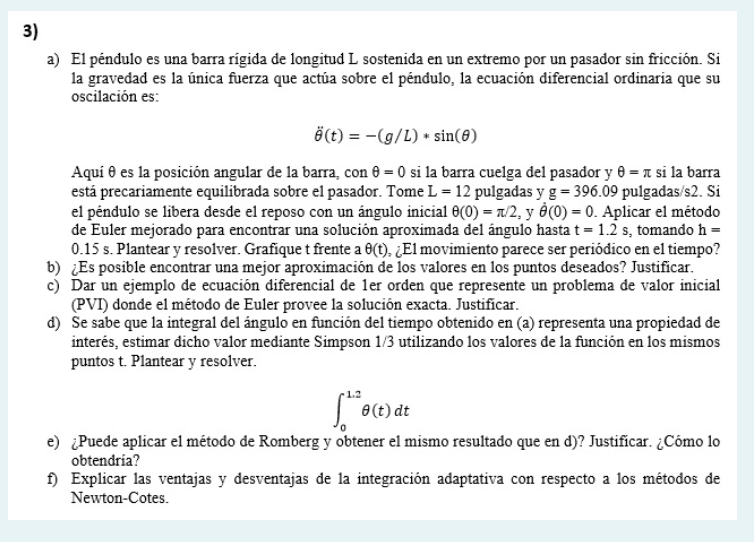 3)
a) El péndulo es una barra rígida de longitud L sostenida en un extremo por un pasador sin fricción. Si
la gravedad es la única fuerza que actúa sobre el péndulo, la ecuación diferencial ordinaria que su
oscilación es:
θ̈(t) = −(g/L) ∗ sin(θ)
Aquí θ es la posición angular de la barra, con θ = 0 si la barra cuelga del pasador y θ = π si la barra
está precariamente equilibrada sobre el pasador. Tome L = 12 pulgadas y g = 396.09 pulgadas/s2. Si
el péndulo se libera desde el reposo con un ángulo inicial θ(0) = π/2, y θ̇(0) = 0. Aplicar el método
de Euler mejorado para encontrar una solución aproximada del ángulo hasta t = 1.2 s, tomando h =
0.15 s. Plantear y resolver. Grafique t frente a θ(t), ¿El movimiento parece ser periódico en el tiempo?
b) ¿Es posible encontrar una mejor aproximación de los valores en los puntos deseados? Justificar.
c) Dar un ejemplo de ecuación diferencial de 1er orden que represente un problema de valor inicial
(PVI) donde el método de Euler provee la solución exacta. Justificar.
d) Se sabe que la integral del ángulo en función del tiempo obtenido en (a) representa una propiedad de
interés, estimar dicho valor mediante Simpson 1/3 utilizando los valores de la función en los mismos
puntos t. Plantear y resolver.
∫₀^1.2 θ(t) dt
e) ¿Puede aplicar el método de Romberg y obtener el mismo resultado que en d)? Justificar. ¿Cómo lo
obtendría?
f) Explicar las ventajas y desventajas de la integración adaptativa con respecto a los métodos de
Newton-Cotes.